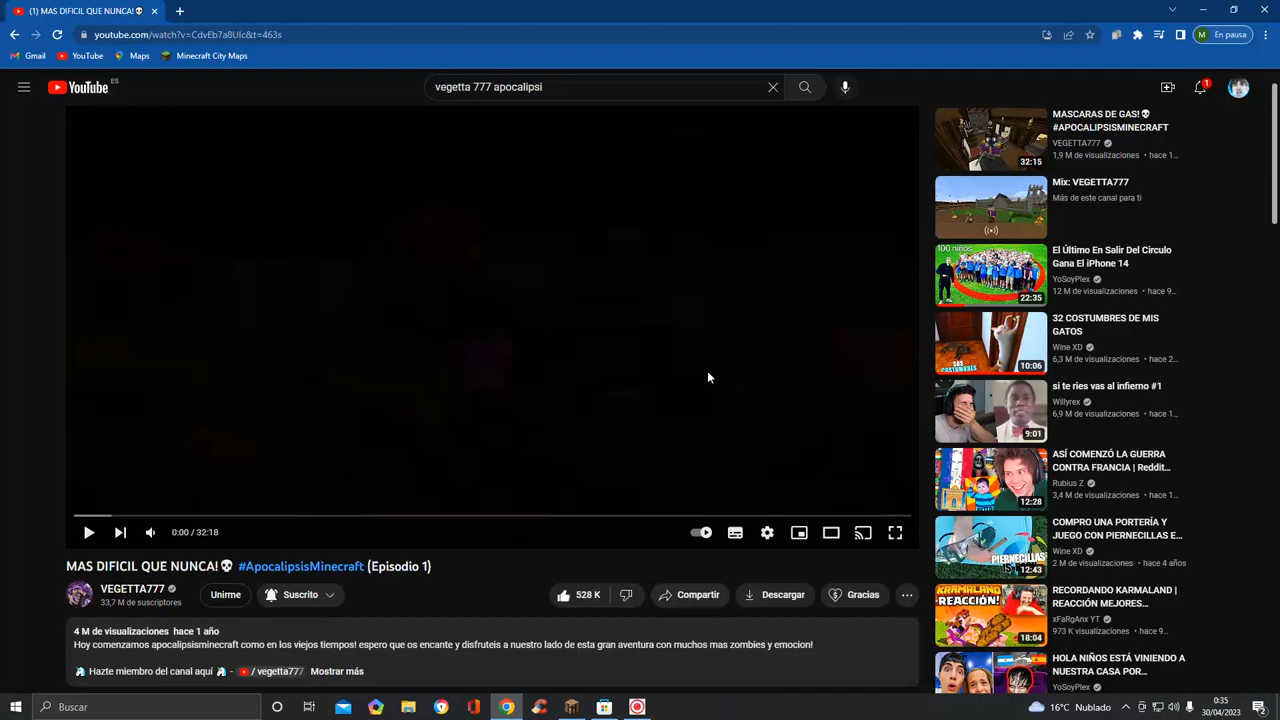 (1) MAS DIFICIL QUE NUNCA!💀
youtube.com/watch?v=CdvEb7a8UIc&t=463s
M En pausa
Gmail YouTube Maps Minecraft City Maps
YouTube ES
vegetta 777 apocalipsi
1
0:00 / 32:18
MAS DIFICIL QUE NUNCA!💀 #ApocalipsisMinecraft (Episodio 1)
VEGETTA777
33,7 M de suscriptores
Unirme
Suscrito
528 K
Compartir
Descargar
Gracias
4 M de visualizaciones hace 1 año
Hoy comenzamos apocalipsisminecraft con los viejos amigos! espero que os encante y disfruteis a nuestro lado de esta gran aventura con muchos mas zombies y emocion!
🦄 Hazte miembro del canal aquí 🦄 - / vegetta777 Mostrar más
32:15
MASCARAS DE GAS!💀
#APOCALIPSISMINECRAFT
VEGETTA777
1,9 M de visualizaciones • hace 1...
Mix: VEGETTA777
Más de este canal para ti
100 niños
22:35
El Último En Salir Del Circulo
Gana El iPhone 14
YoSoyPlex
12 M de visualizaciones • hace 9...
SUS
COSTUMBRES
10:06
32 COSTUMBRES DE MIS
GATOS
Wine XD
6,3 M de visualizaciones • hace 2...
9:01
si te ries vas al infierno #1
Willyrex
6,9 M de visualizaciones • hace 1...
12:28
ASÍ COMENZÓ LA GUERRA
CONTRA FRANCIA | Reddit...
Rubius Z
3,4 M de visualizaciones • hace 1...
PIERNECILLAS
12:43
COMPRO UNA PORTERÍA Y
JUEGO CON PIERNECILLAS E...
Wine XD
2 M de visualizaciones • hace 4 años
KARMALAND
REACCIÓN!
18:04
RECORDANDO KARMALAND |
REACCIÓN MEJORES...
xFaRgAnx YT
973 K visualizaciones • hace 9...
HOLA NIÑOS ESTÁ VINIENDO A
NUESTRA CASA POR...
YoSoyPlex
Buscar
16°C Nublado
0:35
30/04/2023
2